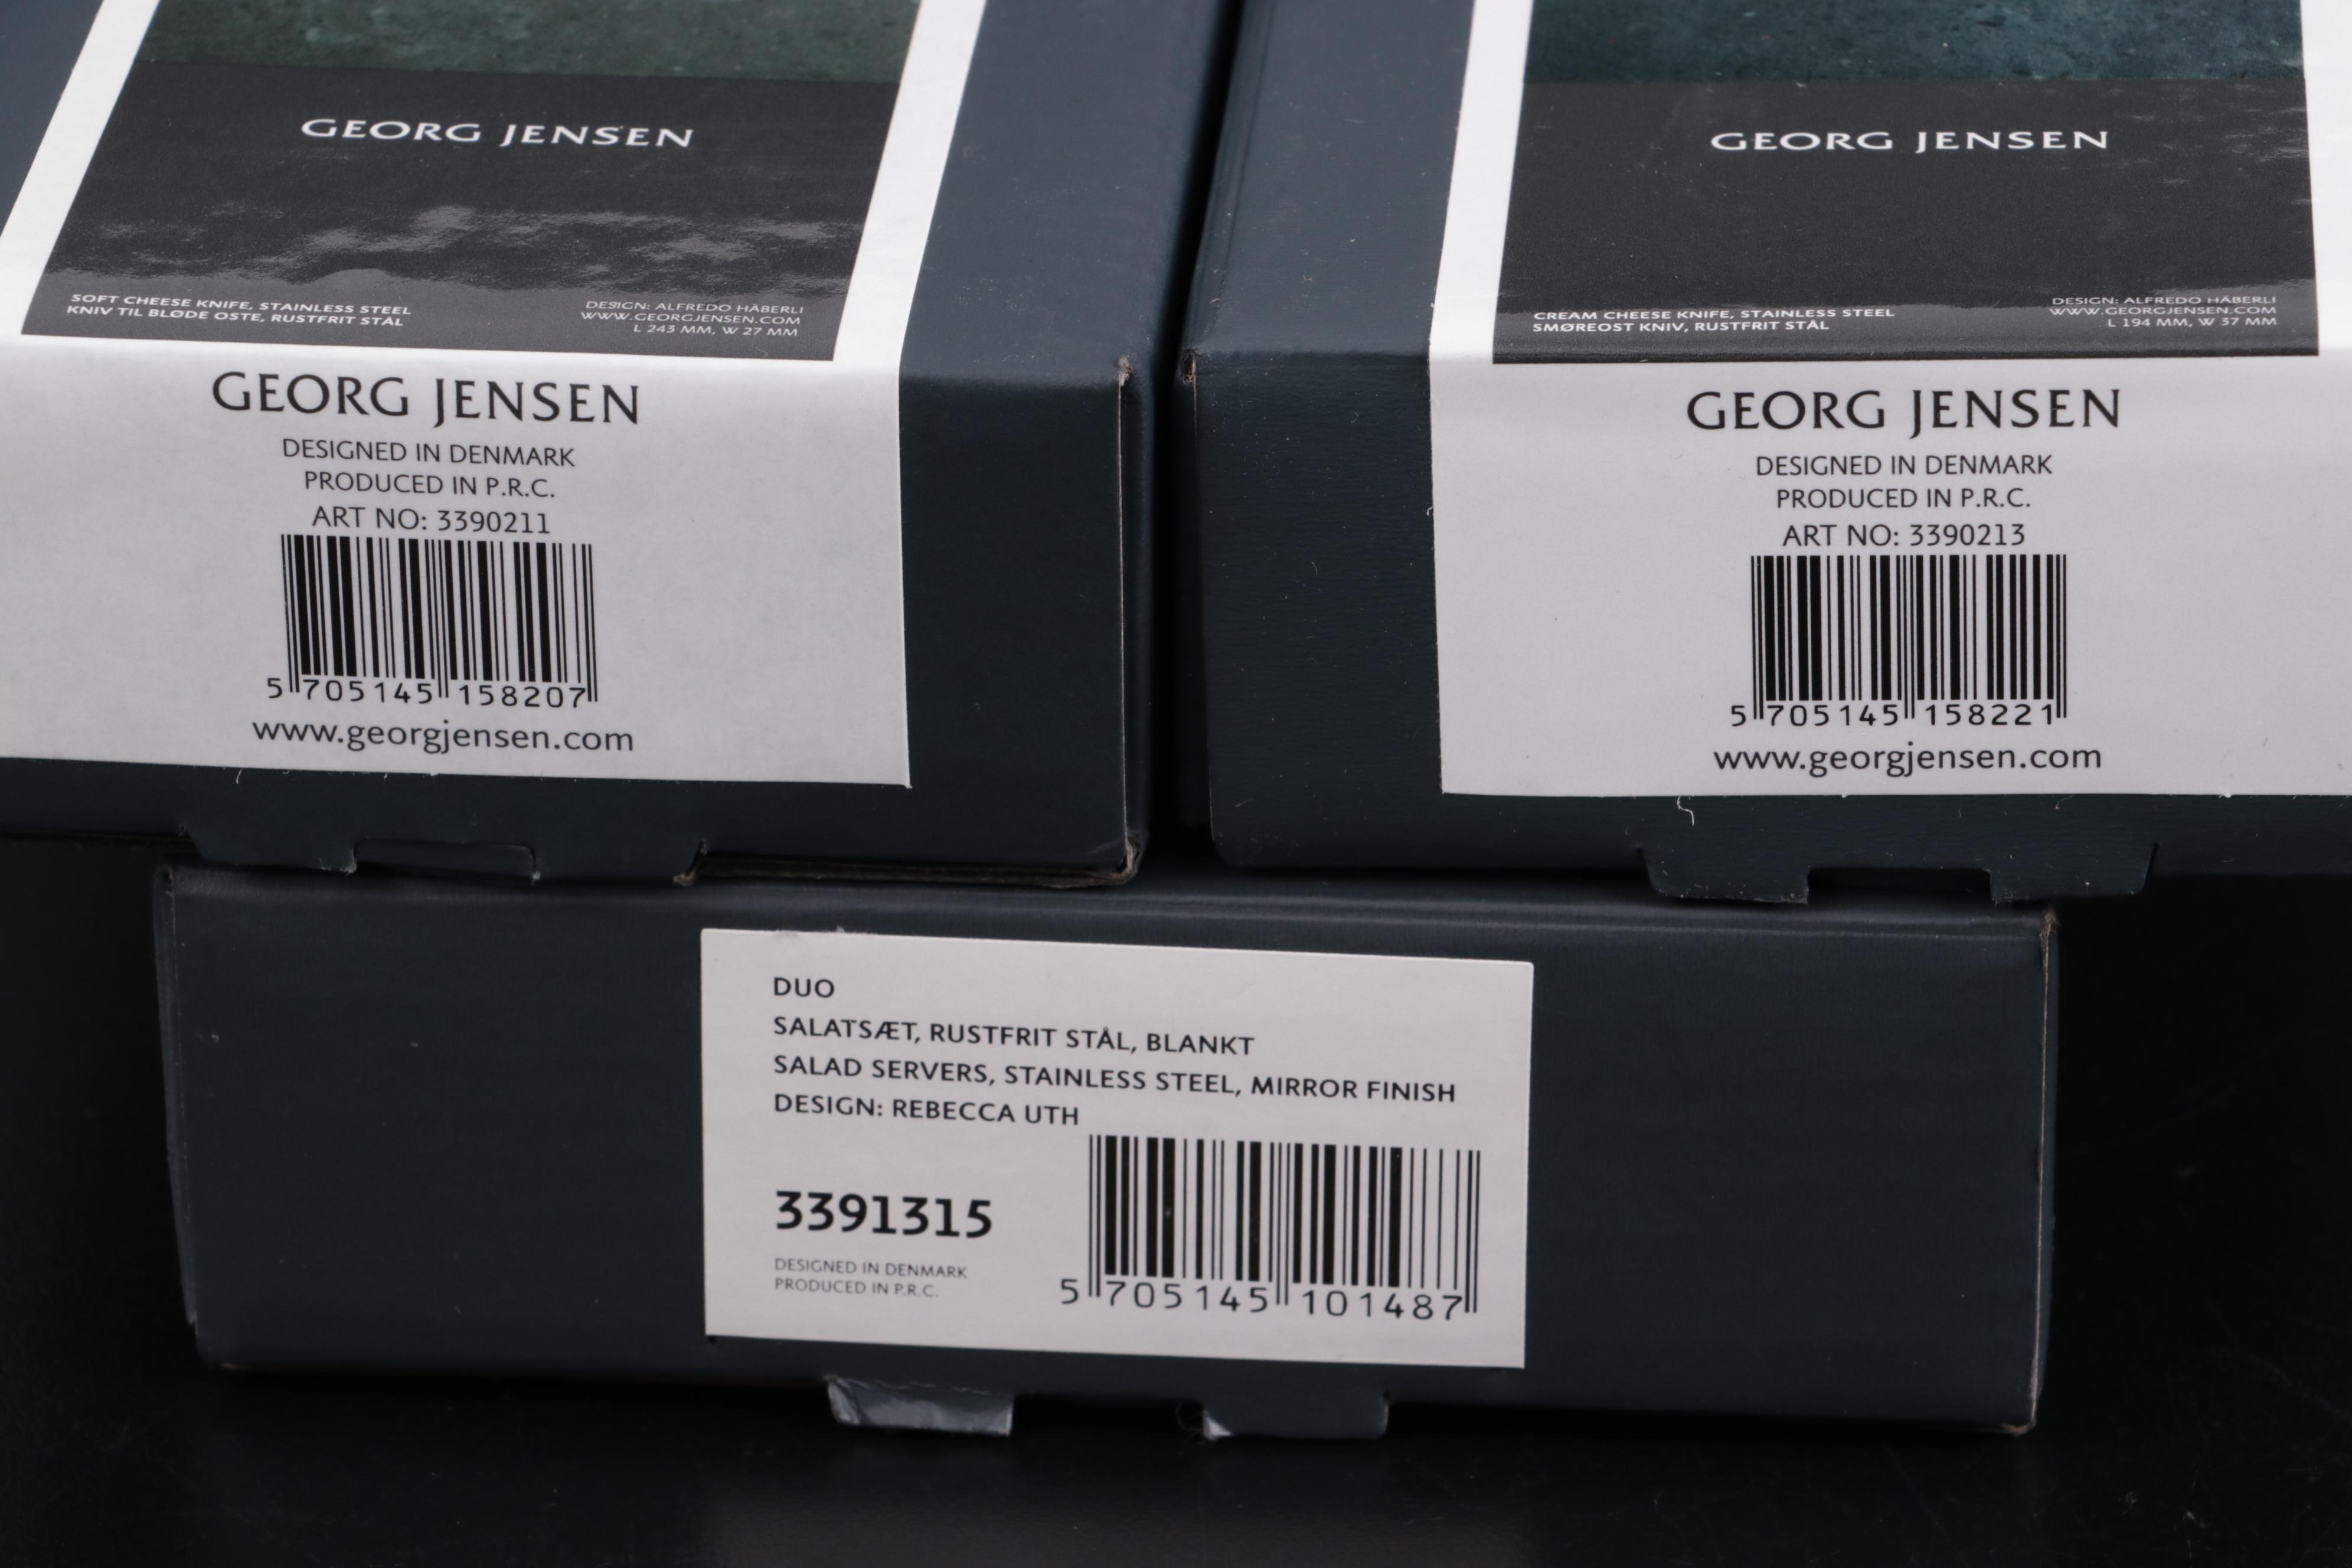 GEORG JENSEN
SOFT CHEESE KNIFE, STAINLESS STEEL
KNIV TIL BLØDE OSTE, RUSTFRIT STÅL
DESIGN: ALFREDO HÄBERLI
WWW.GEORGJENSEN.COM
L 243 MM, W 27 MM
GEORG JENSEN
DESIGNED IN DENMARK
PRODUCED IN P.R.C.
ART NO: 3390211
5 705145 158207
www.georgjensen.com
GEORG JENSEN
CREAM CHEESE KNIFE, STAINLESS STEEL
SMØREOST KNIV, RUSTFRIT STÅL
DESIGN: ALFREDO HÄBERLI
WWW.GEORGJENSEN.COM
L 194 MM, W 37 MM
GEORG JENSEN
DESIGNED IN DENMARK
PRODUCED IN P.R.C.
ART NO: 3390213
5 705145 158221
www.georgjensen.com
DUO
SALATSÆT, RUSTFRIT STÅL, BLANKT
SALAD SERVERS, STAINLESS STEEL, MIRROR FINISH
DESIGN: REBECCA UTH
3391315
DESIGNED IN DENMARK
PRODUCED IN P.R.C.
5 705145 101487